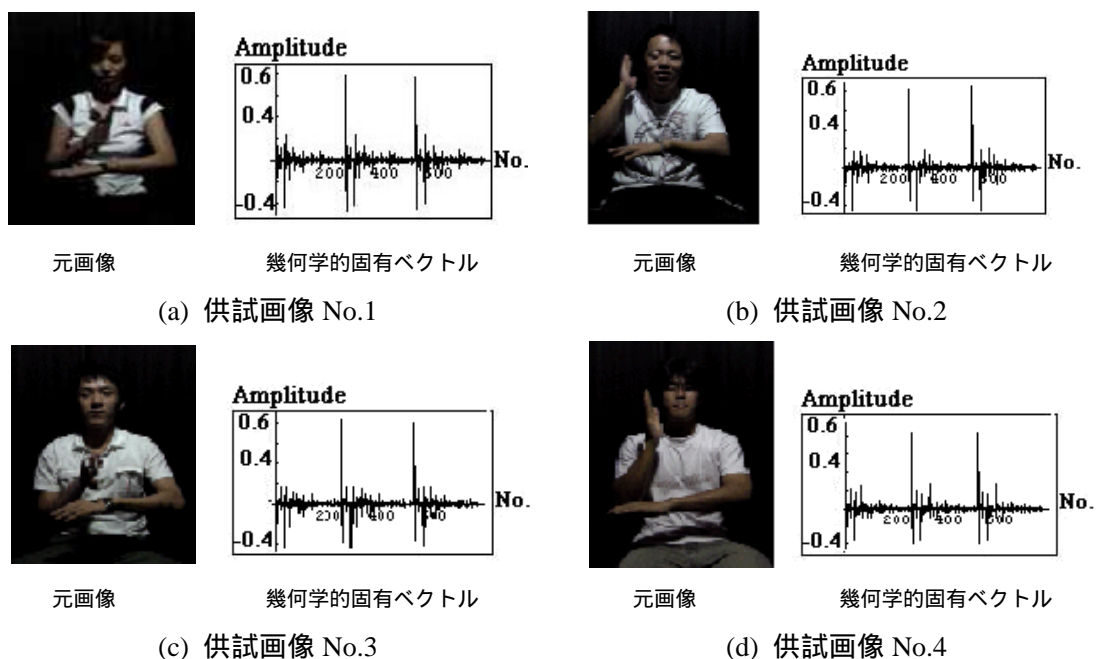 Amplitude
0.6
0.4
-0.4
200 400 600
No.
元画像
幾何学的固有ベクトル
(a) 供試画像 No.1
Amplitude
0.6
0.4
-0.4
200 400 600
No.
元画像
幾何学的固有ベクトル
(b) 供試画像 No.2
Amplitude
0.6
0.4
-0.4
200 400
No.
元画像
幾何学的固有ベクトル
(c) 供試画像 No.3
Amplitude
0.6
0.4
-0.4
200 400 600
No.
元画像
幾何学的固有ベクトル
(d) 供試画像 No.4